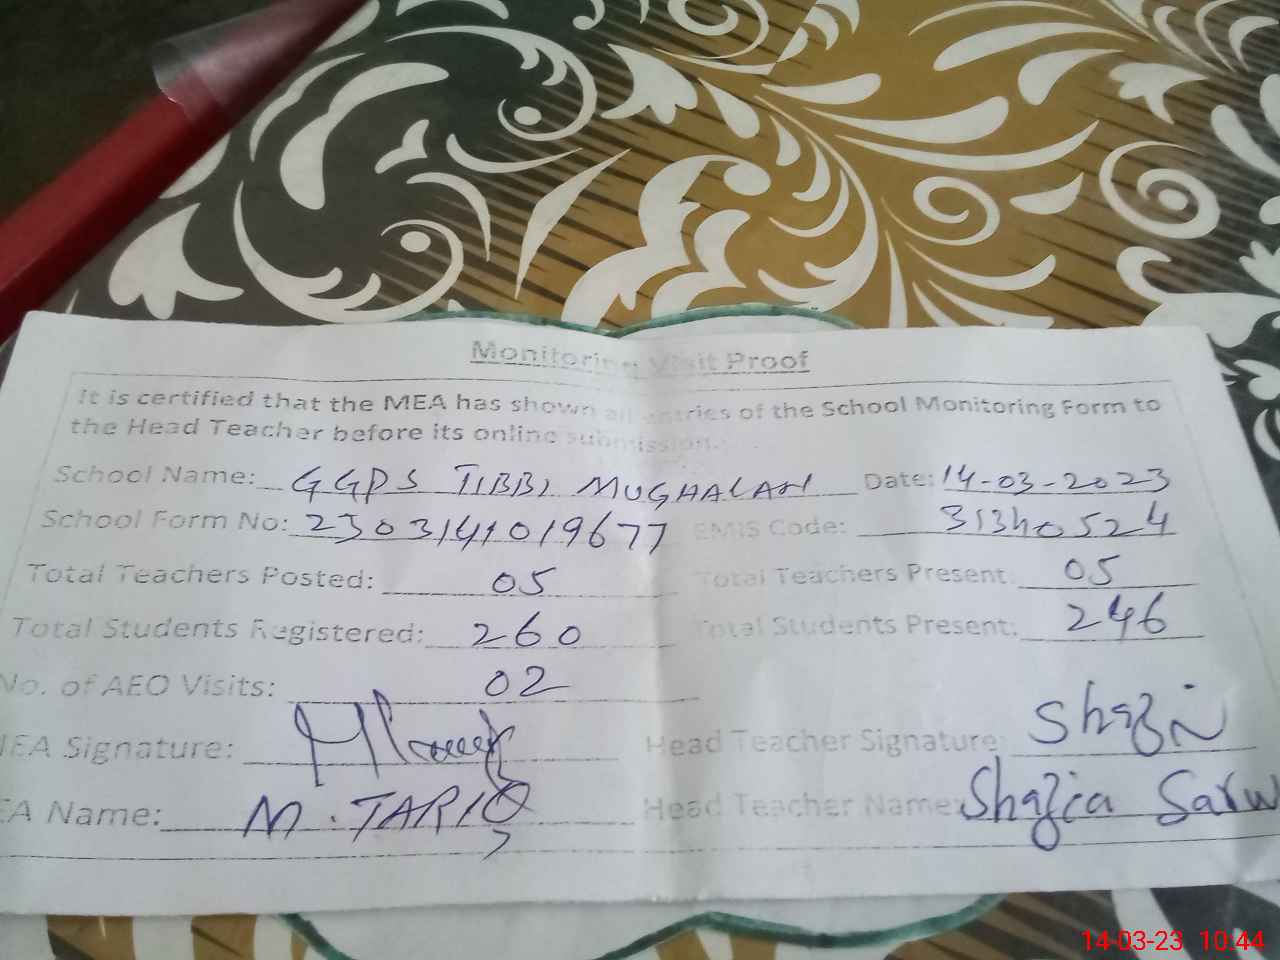 Monitoring Visit Proof
It is certified that the MEA has shown all entries of the School Monitoring Form to
the Head Teacher before its online submission.
School Name: GGPS TIBBI MUGHALAN Date: 14-03-2023
School Form No: 2303141019677 EMIS Code: 31340524
Total Teachers Posted: 05 Total Teachers Present: 05
Total Students Registered: 260 Total Students Present: 246
No. of AEO Visits: 02
MEA Signature: Head Teacher Signature: Shazia
EA Name: M. TARIQ Head Teacher Name: Shazia Sarw
14-03-23 10:44